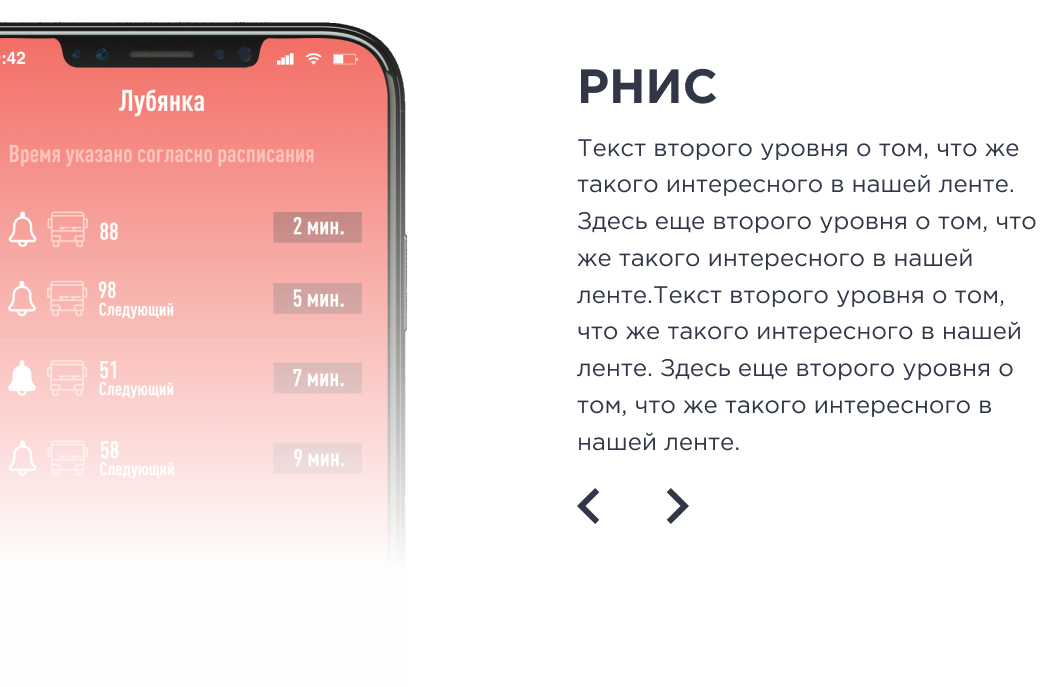 :42
Лубянка
Время указано согласно расписания
88
2 мин.
98
Следующий
5 мин.
51
Следующий
7 мин.
58
Следующий
9 мин.
РНИС
Текст второго уровня о том, что же
такого интересного в нашей ленте.
Здесь еще второго уровня о том, что
же такого интересного в нашей
ленте.Текст второго уровня о том,
что же такого интересного в нашей
ленте. Здесь еще второго уровня о
том, что же такого интересного в
нашей ленте.